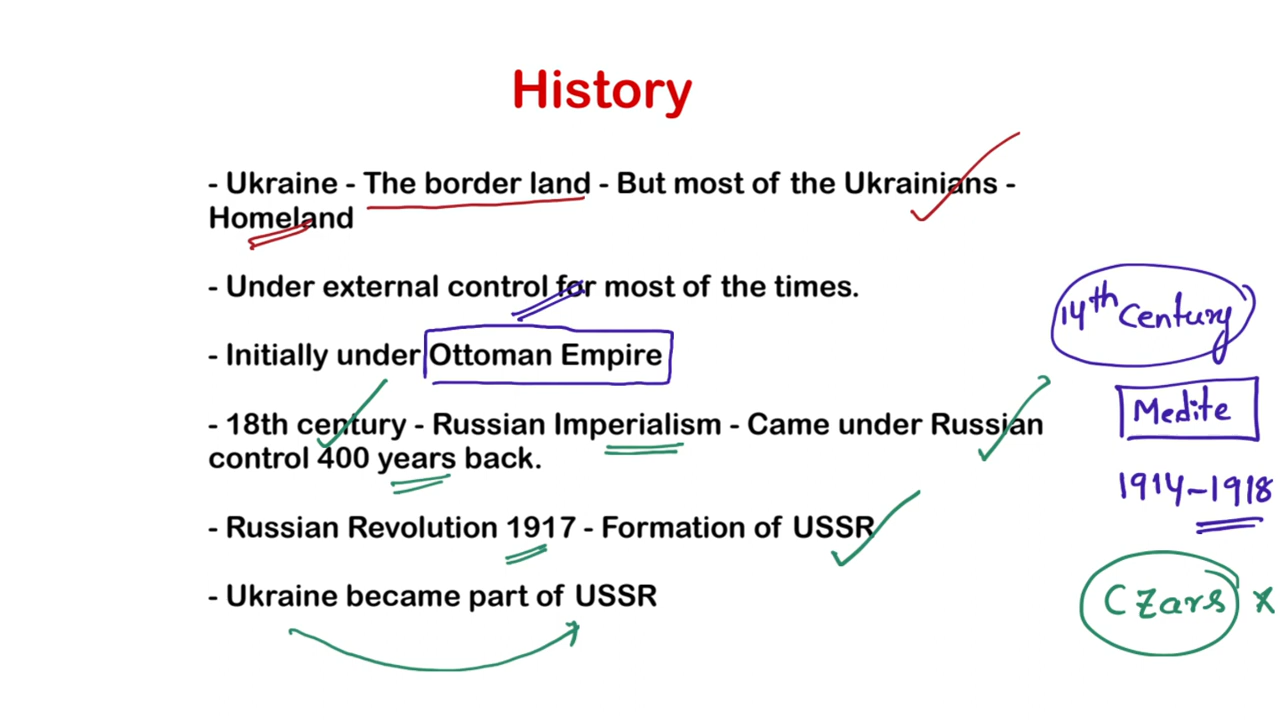 History
- Ukraine - The border land - But most of the Ukrainians -
Homeland
- Under external control for most of the times.
- Initially under Ottoman Empire
- 18th century - Russian Imperialism - Came under Russian
control 400 years back.
- Russian Revolution 1917 - Formation of USSR
- Ukraine became part of USSR
14th Century
Medite
1914-1918
Czars x